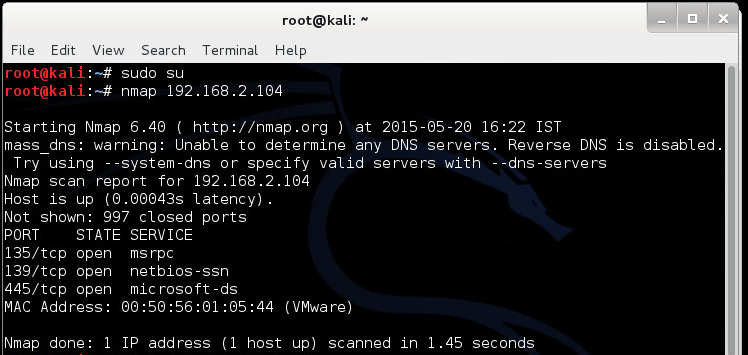 root@kali: ~
File Edit View Search Terminal Help
root@kali:~# sudo su
root@kali:~# nmap 192.168.2.104
Starting Nmap 6.40 ( http://nmap.org ) at 2015-05-20 16:22 IST
mass_dns: warning: Unable to determine any DNS servers. Reverse DNS is disabled.
Try using --system-dns or specify valid servers with --dns-servers
Nmap scan report for 192.168.2.104
Host is up (0.00043s latency).
Not shown: 997 closed ports
PORT STATE SERVICE
135/tcp open msrpc
139/tcp open netbios-ssn
445/tcp open microsoft-ds
MAC Address: 00:50:56:01:05:44 (VMware)
Nmap done: 1 IP address (1 host up) scanned in 1.45 seconds